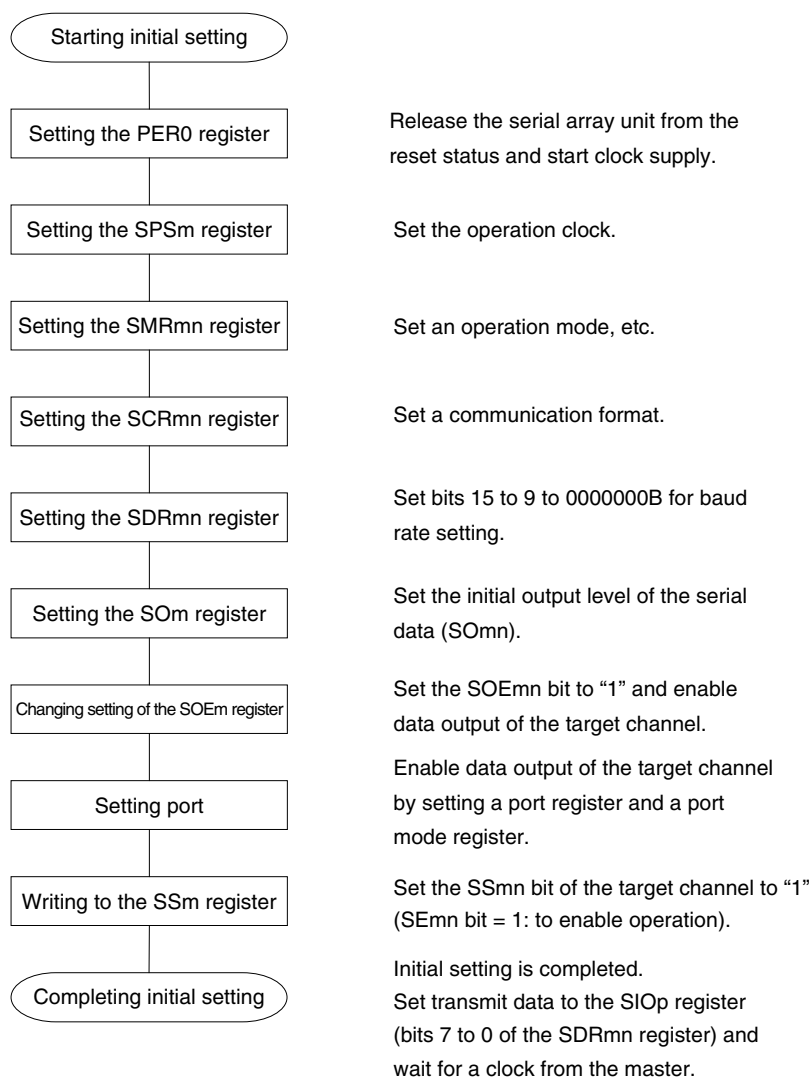 Starting initial setting
Setting the PER0 register
Release the serial array unit from the
reset status and start clock supply.
Setting the SPSm register
Set the operation clock.
Setting the SMRmn register
Set an operation mode, etc.
Setting the SCRmn register
Set a communication format.
Setting the SDRmn register
Set bits 15 to 9 to 0000000B for baud
rate setting.
Setting the SOm register
Set the initial output level of the serial
data (SOmn).
Changing setting of the SOEm register
Set the SOEmn bit to “1” and enable
data output of the target channel.
Setting port
Enable data output of the target channel
by setting a port register and a port
mode register.
Writing to the SSm register
Set the SSmn bit of the target channel to “1”
(SEmn bit = 1: to enable operation).
Completing initial setting
Initial setting is completed.
Set transmit data to the SIOp register
(bits 7 to 0 of the SDRmn register) and
wait for a clock from the master.